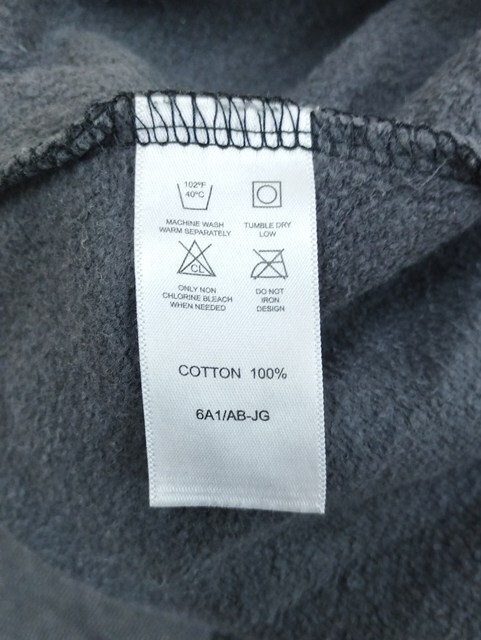 102°F
40°C
MACHINE WASH
WARM SEPARATELY
TUMBLE DRY
LOW
CL
ONLY NON
CHLORINE BLEACH
WHEN NEEDED
DO NOT
IRON
DESIGN
COTTON 100%
6A1/AB-JG